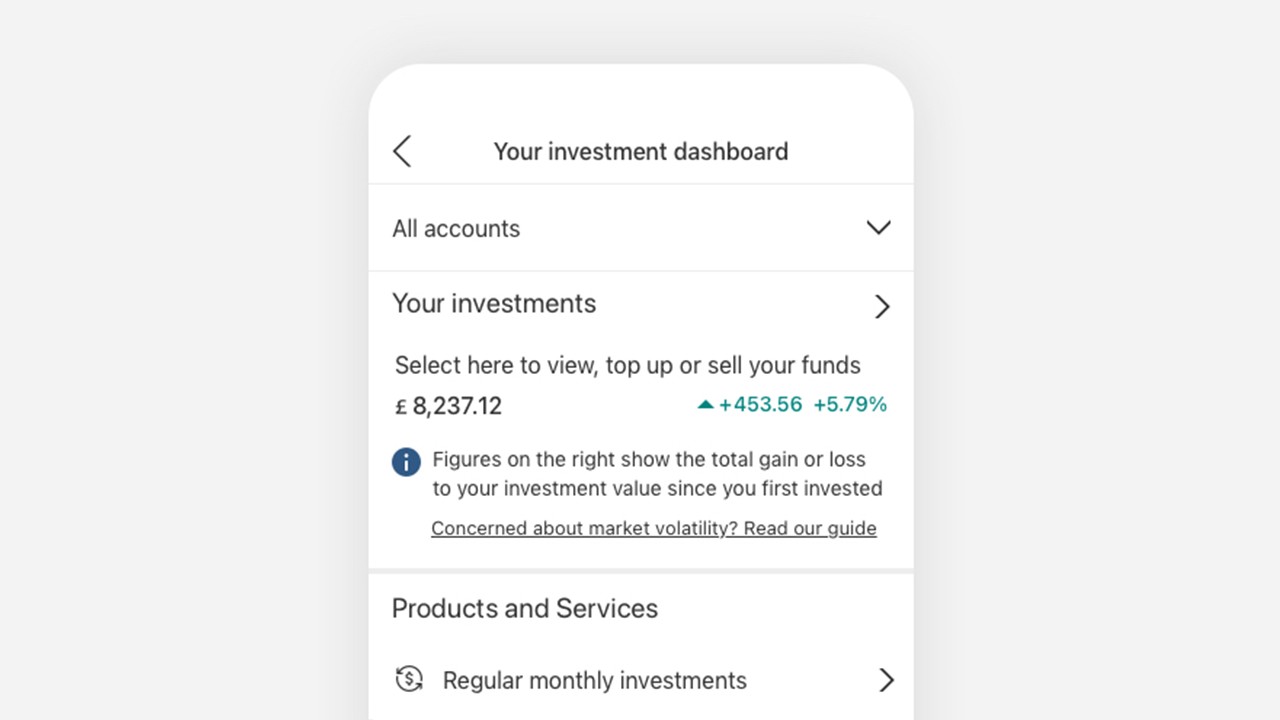 Your investment dashboard
All accounts
Your investments
Select here to view, top up or sell your funds
£ 8,237.12 +453.56 +5.79%
Figures on the right show the total gain or loss
to your investment value since you first invested
Concerned about market volatility? Read our guide
Products and Services
Regular monthly investments